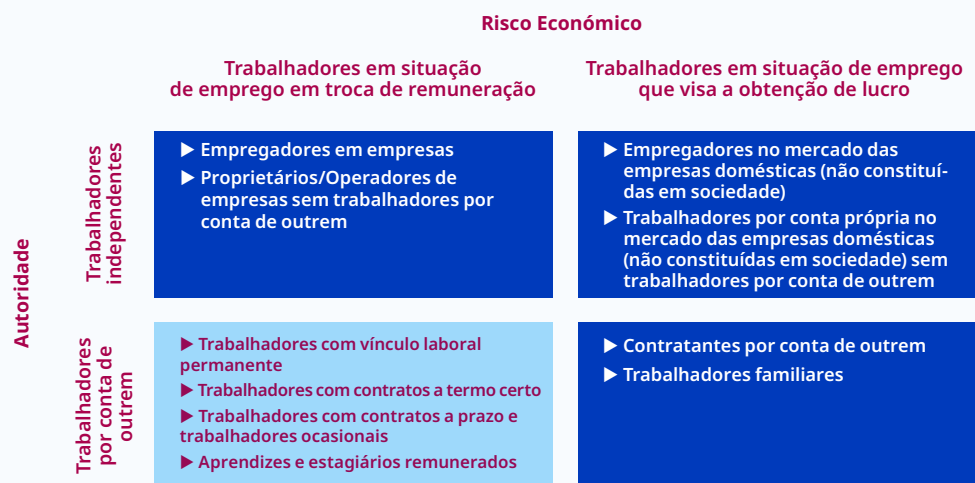 Risco Económico
Trabalhadores em situação
de emprego em troca de remuneração
Trabalhadores em situação de emprego
que visa a obtenção de lucro
Autoridade
Trabalhadores
independentes
▶ Empregadores em empresas
▶ Proprietários/Operadores de
empresas sem trabalhadores por
conta de outrem
▶ Empregadores no mercado das
empresas domésticas (não constituí-
das em sociedade)
▶ Trabalhadores por conta própria no
mercado das empresas domésticas
(não constituídas em sociedade) sem
trabalhadores por conta de outrem
Trabalhadores
por conta de
outrem
▶ Trabalhadores com vínculo laboral
permanente
▶ Trabalhadores com contratos a termo certo
▶ Trabalhadores com contratos a prazo e
trabalhadores ocasionais
▶ Aprendizes e estagiários remunerados
▶ Contratantes por conta de outrem
▶ Trabalhadores familiares